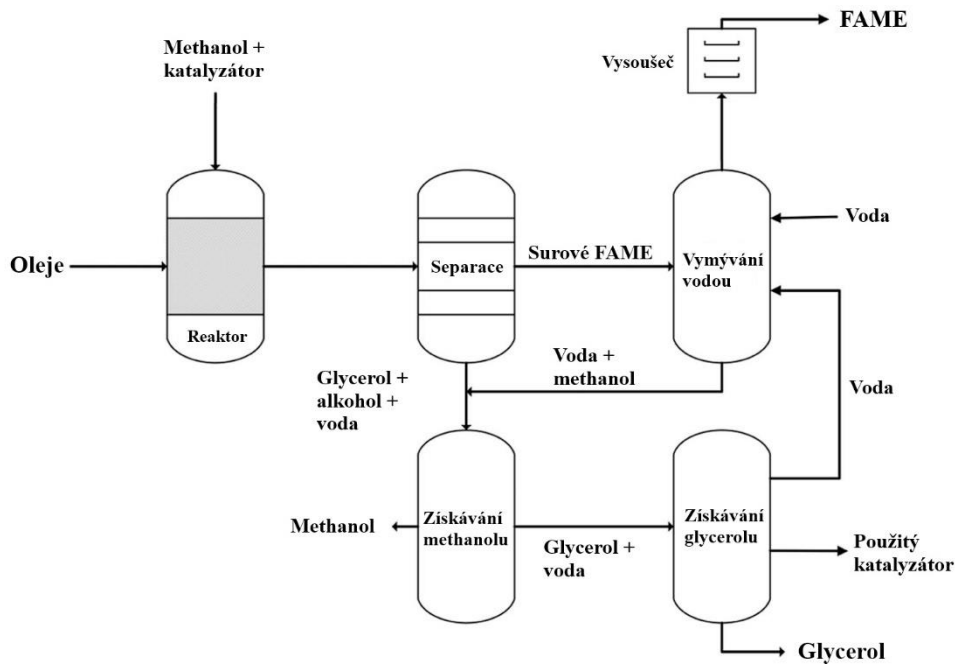 FAME
Vysoušeč
Methanol +
katalyzátor
Voda
Oleje
Separace
Surové FAME
Vymývání
vodou
Reaktor
Voda +
methanol
Glycerol +
alkohol +
voda
Voda
Methanol
Získávání
methanolu
Získávání
glycerolu
Glycerol +
voda
Použitý
katalyzátor
Glycerol